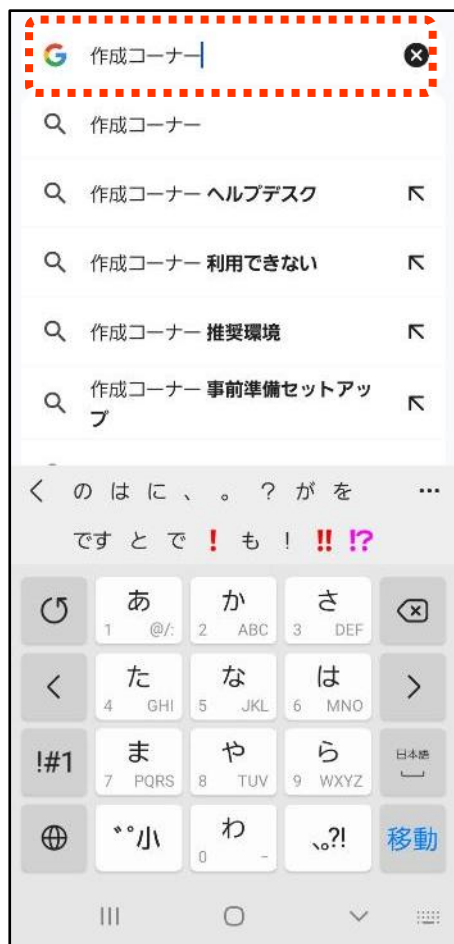 作成コーナー
作成コーナー
作成コーナー ヘルプデスク
作成コーナー 利用できない
作成コーナー 推奨環境
作成コーナー 事前準備セットアッ
プ
の は に 、 。 ? が を
です と で ! も ! !! !?
あ か さ
1 @/: 2 ABC 3 DEF
た な は
4 GHI 5 JKL 6 MNO
!#1 ま や ら 日本語
7 PQRS 8 TUV 9 WXYZ
゛゜小 わ 、。?! 移動
0 -